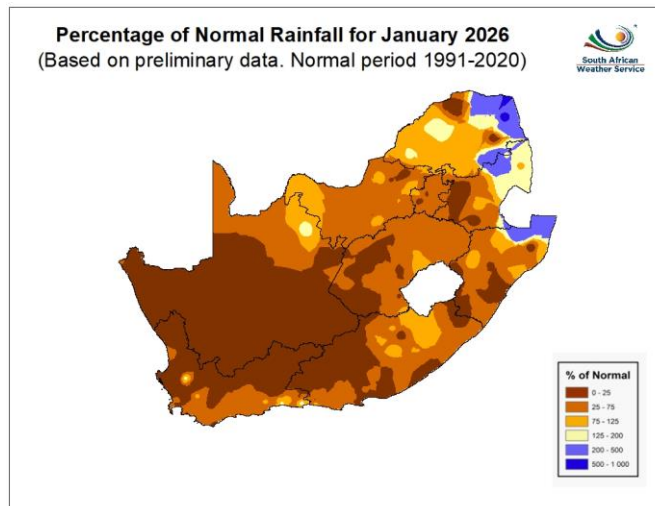 Percentage of Normal Rainfall for January 2026
(Based on preliminary data. Normal period 1991-2020)
South African
Weather Service
% of Normal
0 - 25
25 - 75
75 - 125
125 - 200
200 - 500
500 - 1 000